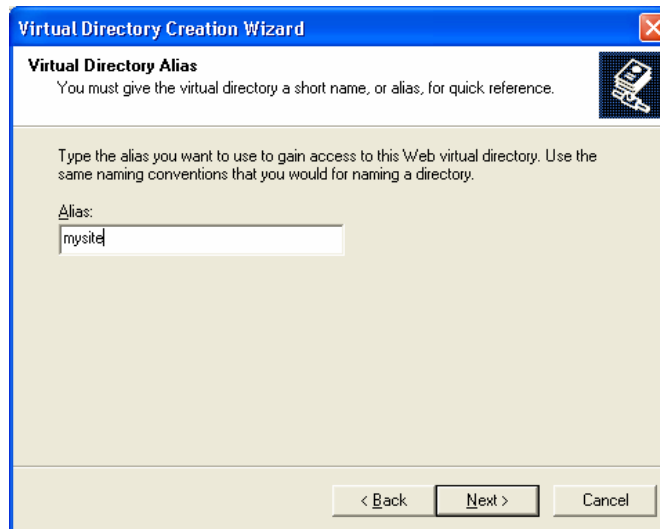 Virtual Directory Creation Wizard
Virtual Directory Alias
You must give the virtual directory a short name, or alias, for quick reference.
Type the alias you want to use to gain access to this Web virtual directory. Use the
same naming conventions that you would for naming a directory.
Alias:
mysite
< Back Next > Cancel